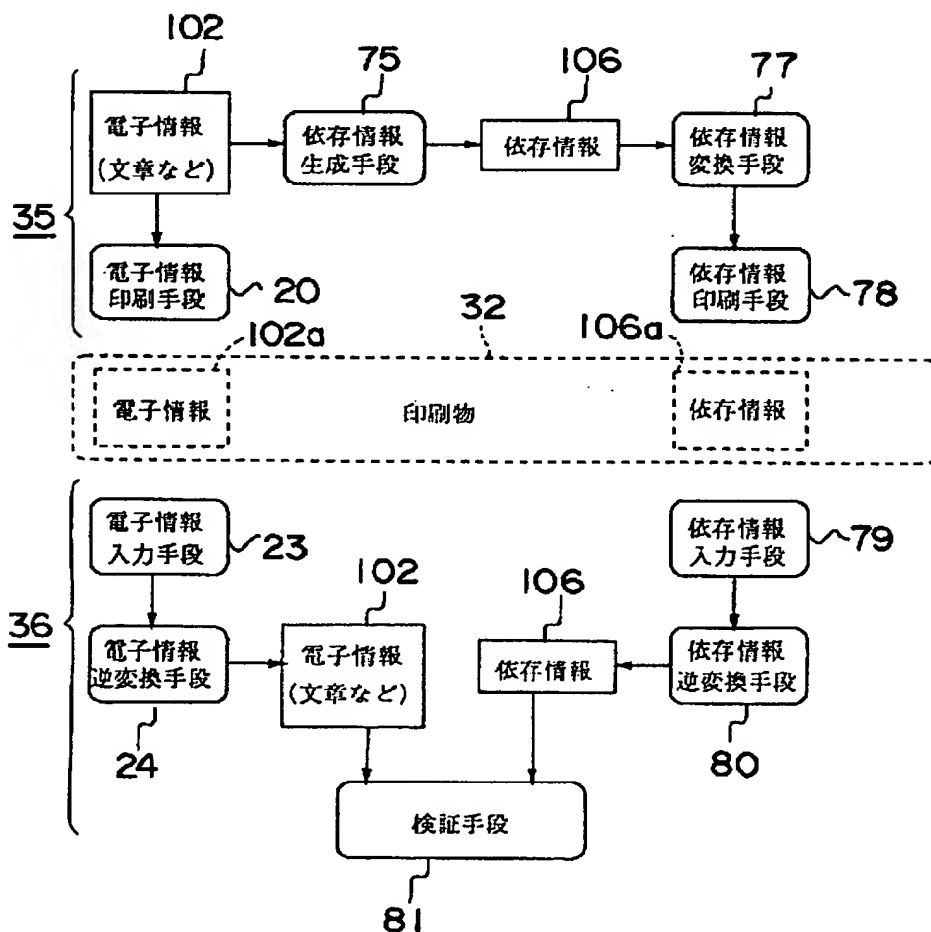 102
75
106
77
電子情報
(文章など)
依存情報
生成手段
依存情報
依存情報
変換手段
35
電子情報
印刷手段
20
依存情報
印刷手段
78
32
102a
106a
電子情報
印刷物
依存情報
電子情報
入力手段
23
依存情報
入力手段
79
102
106
36
電子情報
逆変換手段
電子情報
(文章など)
依存情報
依存情報
逆変換手段
24
80
検証手段
81